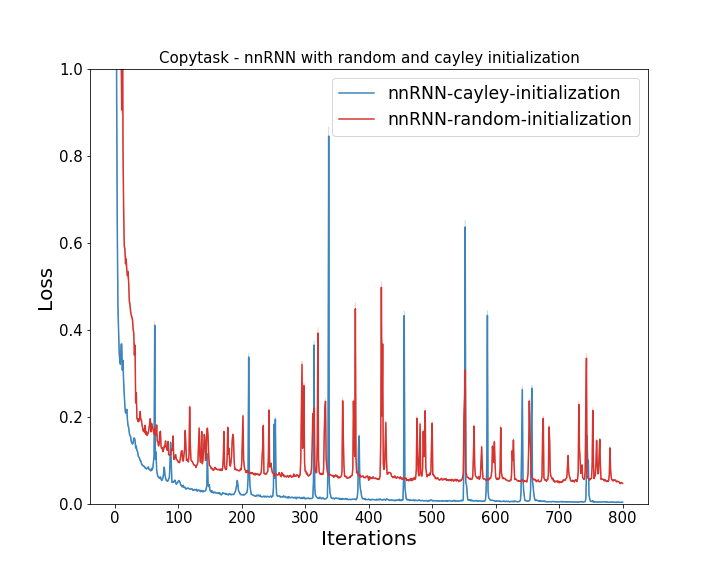 Copytask - nnRNN with random and cayley initialization
nnRNN-cayley-initialization
nnRNN-random-initialization
Loss
1.0
0.8
0.6
0.4
0.2
0.0
0 100 200 300 400 500 600 700 800
Iterations